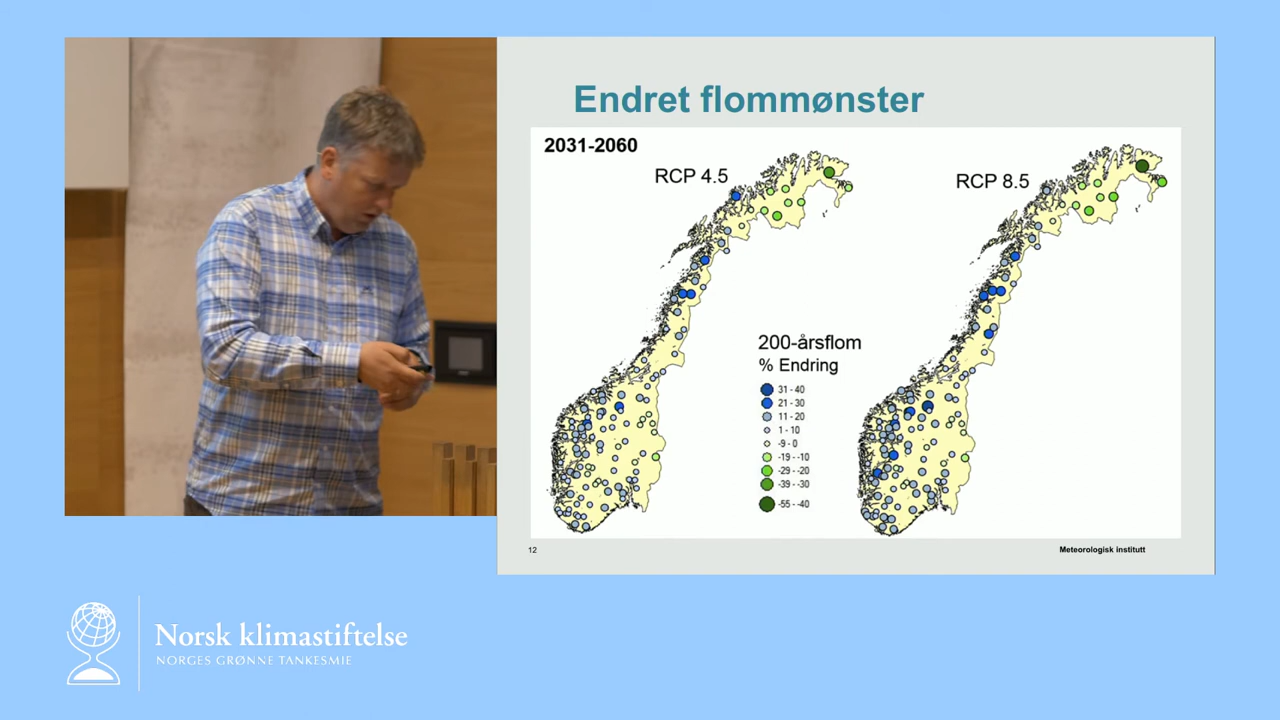 Endret flommønster
2031-2060
RCP 4.5
RCP 8.5
200-årsflom
% Endring
31 - 40
21 - 30
11 - 20
1 - 10
-9 - 0
-19 - -10
-29 - -20
-39 - -30
-55 - -40
12
Meteorologisk institutt
Norsk klimastiftelse
NORGES GRØNNE TANKESMIE